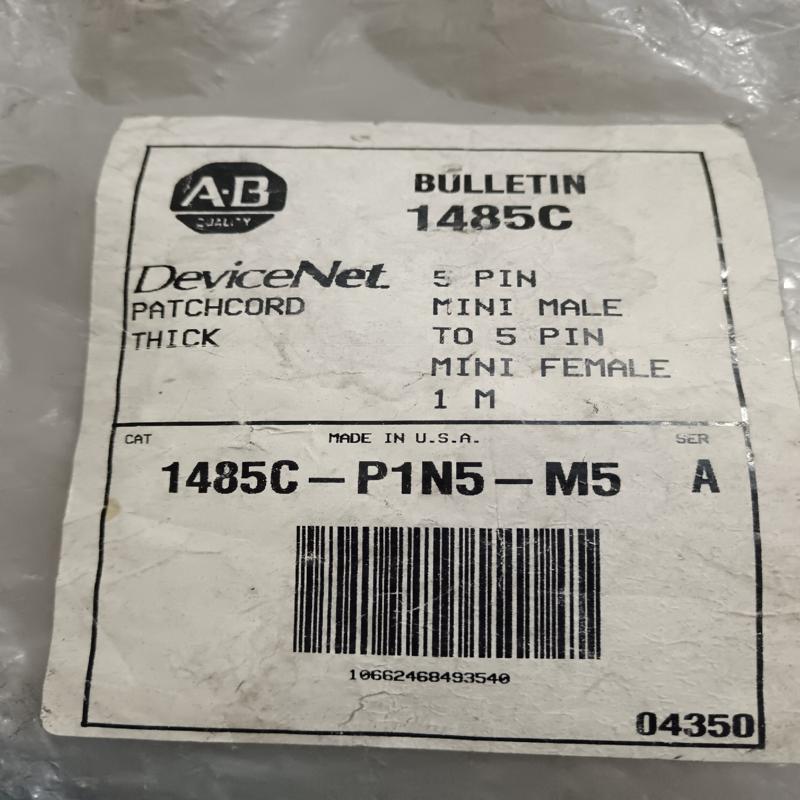 A-B
QUALITY
BULLETIN
1485C
DeviceNet
PATCHCORD
THICK
5 PIN
MINI MALE
TO 5 PIN
MINI FEMALE
1 M
CAT
MADE IN U.S.A.
SER
1485C-P1N5-M5 A
10662468493540
04350